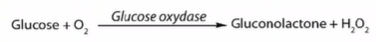 Glucose + O₂ Glucose oxydase Gluconolactone + H₂O₂